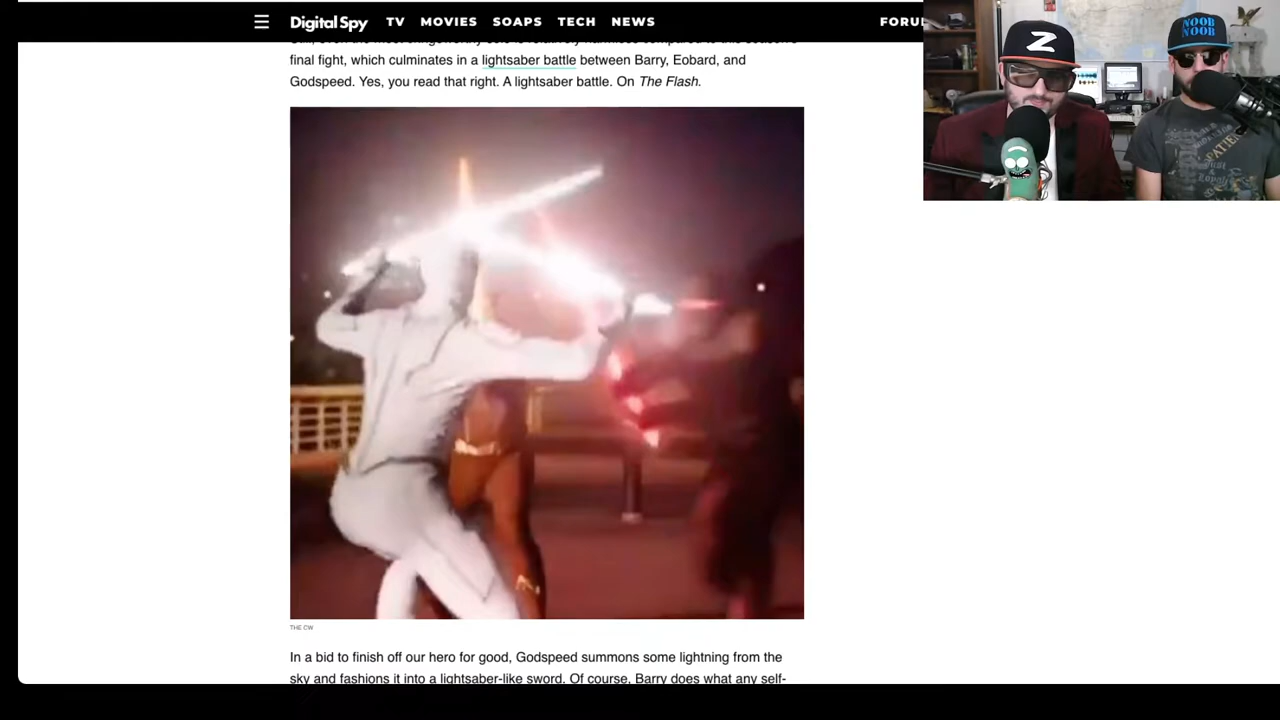 Digital Spy TV MOVIES SOAPS TECH NEWS
final fight, which culminates in a lightsaber battle between Barry, Eobard, and
Godspeed. Yes, you read that right. A lightsaber battle. On The Flash.
Z
NOOB
NOOB
THE CW
In a bid to finish off our hero for good, Godspeed summons some lightning from the
sky and fashions it into a lightsaber-like sword. Of course, Barry does what any self-